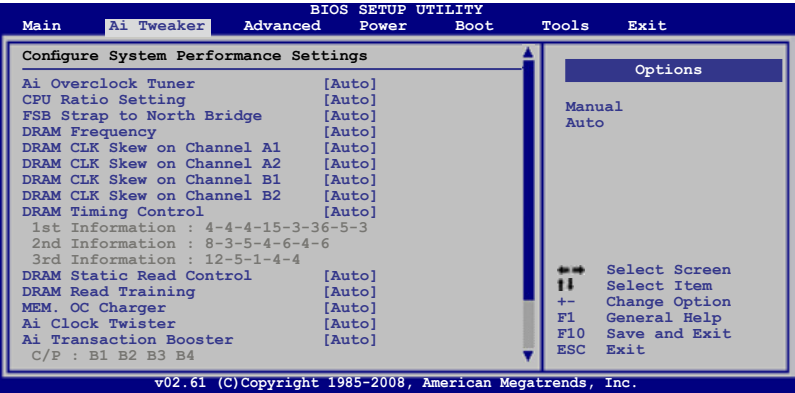 BIOS SETUP UTILITY
Main Ai Tweaker Advanced Power Boot Tools Exit
Configure System Performance Settings
Ai Overclock Tuner [Auto]
CPU Ratio Setting [Auto]
FSB Strap to North Bridge [Auto]
DRAM Frequency [Auto]
DRAM CLK Skew on Channel A1 [Auto]
DRAM CLK Skew on Channel A2 [Auto]
DRAM CLK Skew on Channel B1 [Auto]
DRAM CLK Skew on Channel B2 [Auto]
DRAM Timing Control [Auto]
1st Information : 4-4-4-15-3-36-5-3
2nd Information : 8-3-5-4-6-4-6
3rd Information : 12-5-1-4-4
DRAM Static Read Control [Auto]
DRAM Read Training [Auto]
MEM. OC Charger [Auto]
Ai Clock Twister [Auto]
Ai Transaction Booster [Auto]
C/P : B1 B2 B3 B4
Options
Manual
Auto
←→ Select Screen
↑↓ Select Item
+- Change Option
F1 General Help
F10 Save and Exit
ESC Exit
v02.61 (C)Copyright 1985-2008, American Megatrends, Inc.